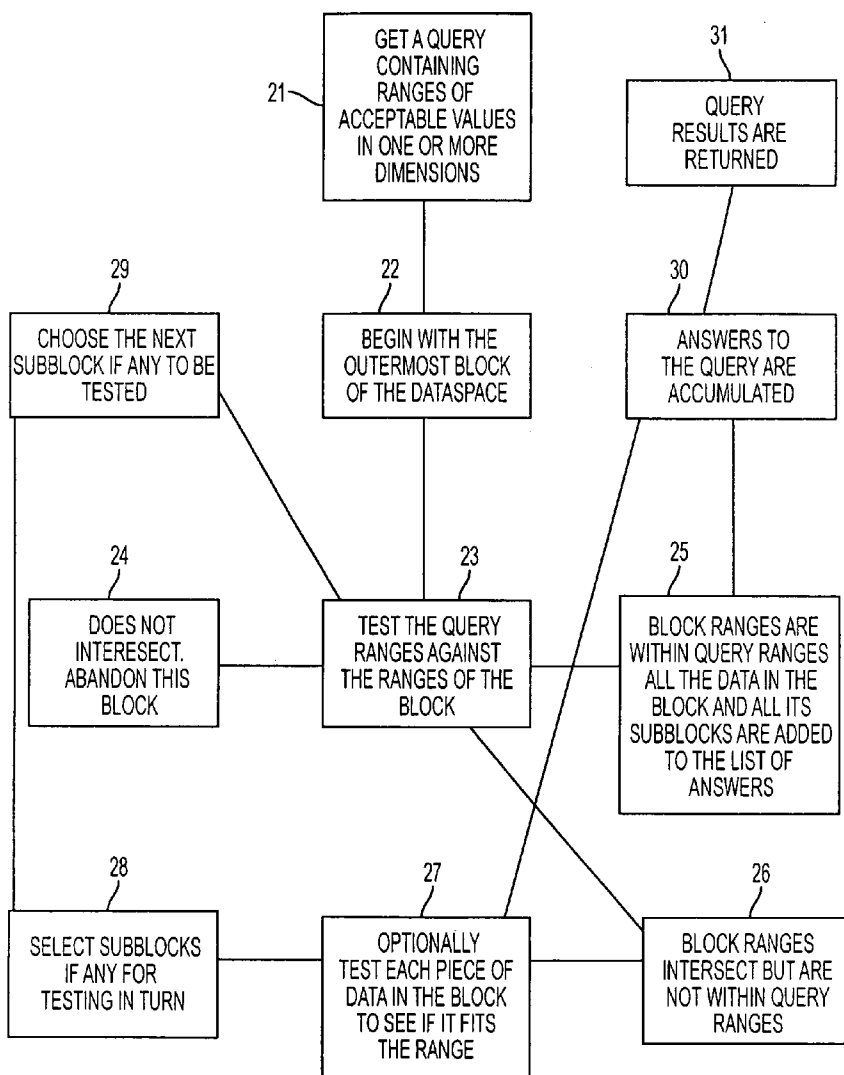 21
GET A QUERY
CONTAINING
RANGES OF
ACCEPTABLE VALUES
IN ONE OR MORE
DIMENSIONS
31
QUERY
RESULTS ARE
RETURNED
29
CHOOSE THE NEXT
SUBBLOCK IF ANY TO BE
TESTED
22
BEGIN WITH THE
OUTERMOST BLOCK
OF THE DATASPACE
30
ANSWERS TO
THE QUERY ARE
ACCUMULATED
24
DOES NOT
INTERESECT.
ABANDON THIS
BLOCK
23
TEST THE QUERY
RANGES AGAINST
THE RANGES OF THE
BLOCK
25
BLOCK RANGES ARE
WITHIN QUERY RANGES
ALL THE DATA IN THE
BLOCK AND ALL ITS
SUBBLOCKS ARE ADDED
TO THE LIST OF
ANSWERS
28
SELECT SUBBLOCKS
IF ANY FOR
TESTING IN TURN
27
OPTIONALLY
TEST EACH PIECE OF
DATA IN THE BLOCK
TO SEE IF IT FITS
THE RANGE
26
BLOCK RANGES
INTERSECT BUT ARE
NOT WITHIN QUERY
RANGES